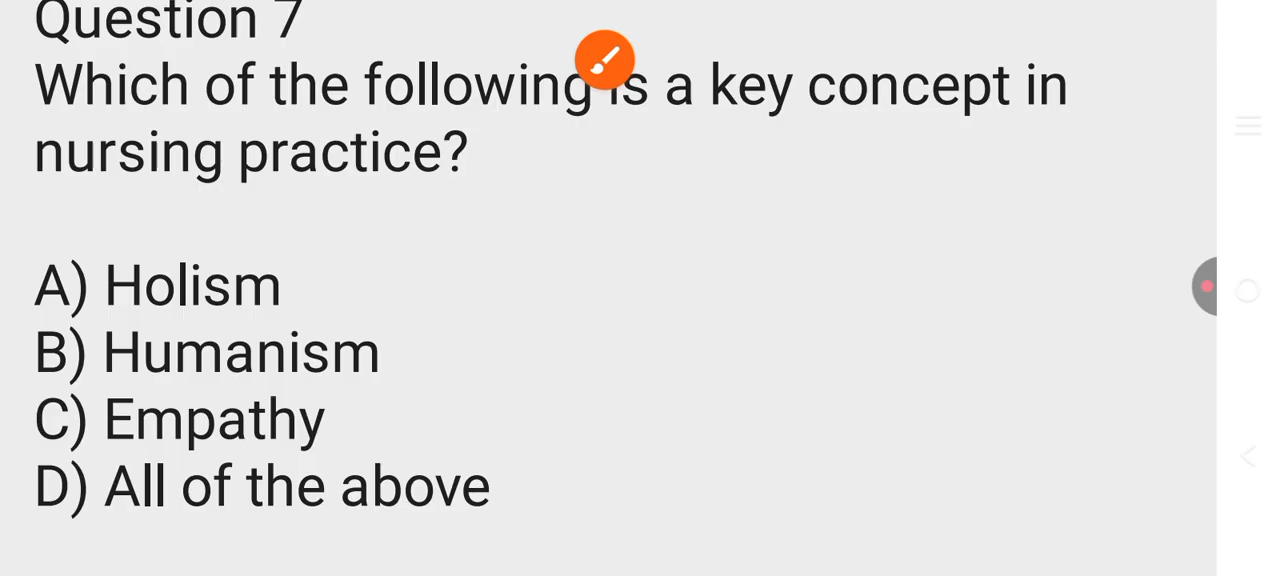 Question 7
Which of the following is a key concept in
nursing practice?
A) Holism
B) Humanism
C) Empathy
D) All of the above